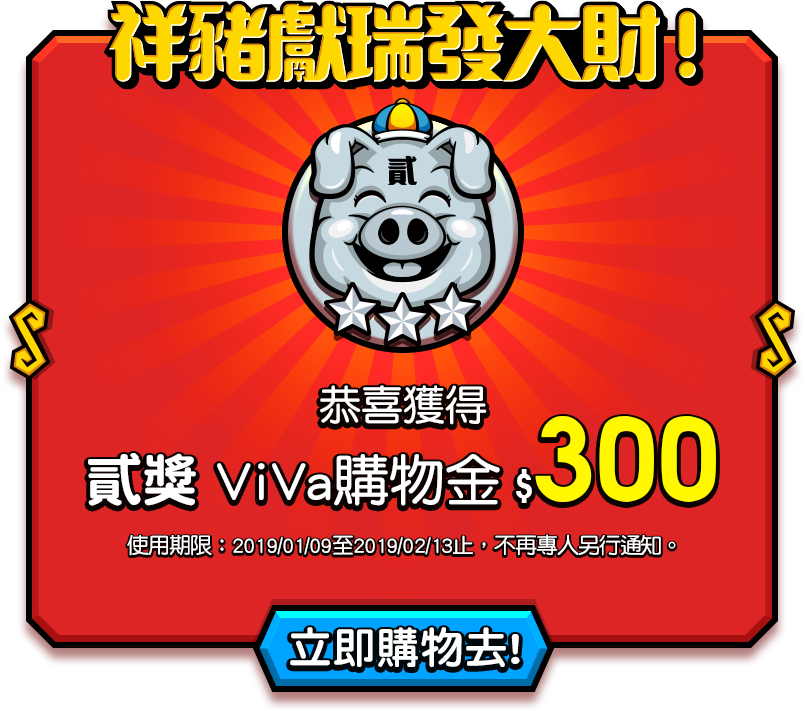 祥豬獻瑞發大財！
貳
恭喜獲得
貳獎 ViVa購物金 $300
使用期限：2019/01/09至2019/02/13止，不再專人另行通知。
立即購物去!